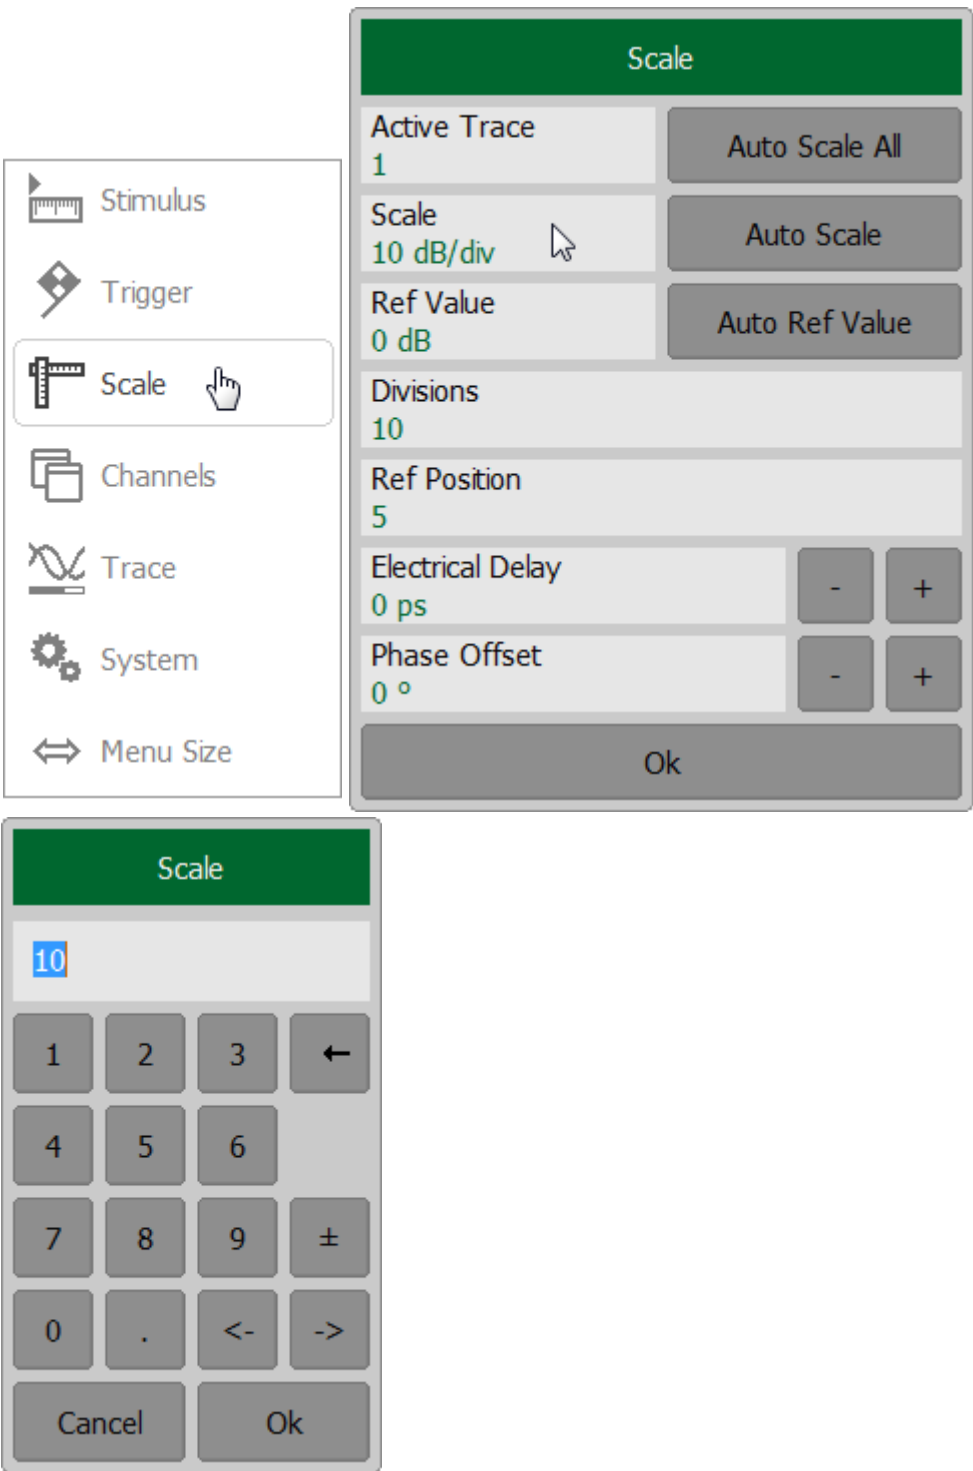 Stimulus
Trigger
Scale
Channels
Trace
System
Menu Size
Scale
Active Trace
1
Auto Scale All
Scale
10 dB/div
Auto Scale
Ref Value
0 dB
Auto Ref Value
Divisions
10
Ref Position
5
Electrical Delay
0 ps
- +
Phase Offset
0 º
- +
Ok
Scale
10
1 2 3 ←
4 5 6
7 8 9 ±
0 . <- ->
Cancel Ok